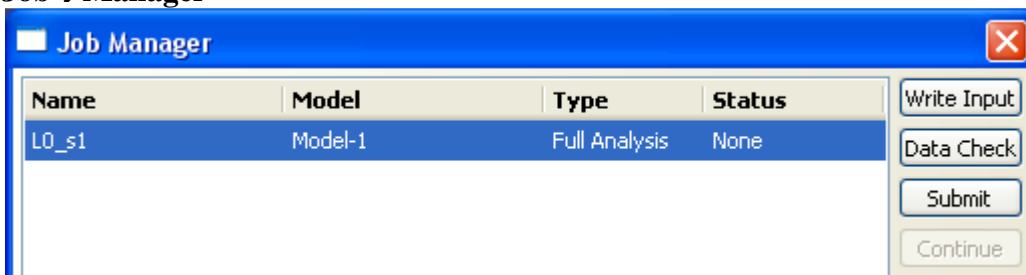 Job Manager
Name Model Type Status Write Input
L0_s1 Model-1 Full Analysis None Data Check
Submit
Continue